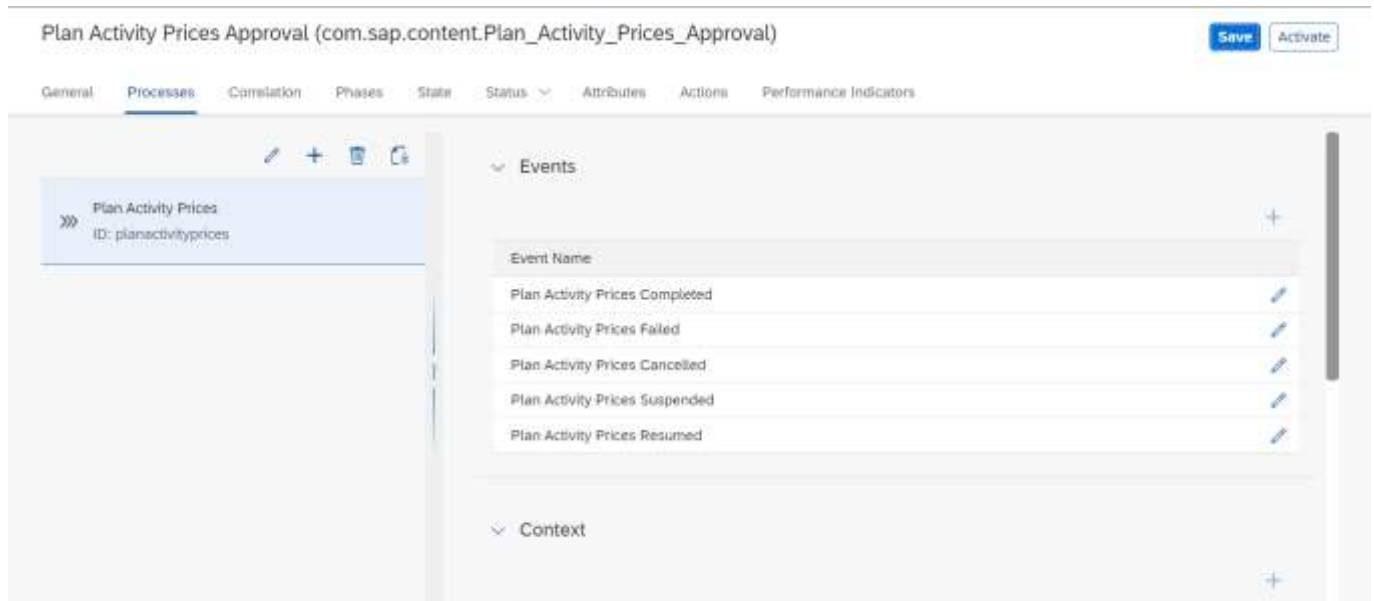 Plan Activity Prices Approval (com.sap.content.Plan_Activity_Prices_Approval)
Save Activate
General Processes Correlation Phases State Status Attributes Actions Performance Indicators
Plan Activity Prices
ID: planactivityprices
Events
Event Name
Plan Activity Prices Completed
Plan Activity Prices Failed
Plan Activity Prices Cancelled
Plan Activity Prices Suspended
Plan Activity Prices Resumed
Context